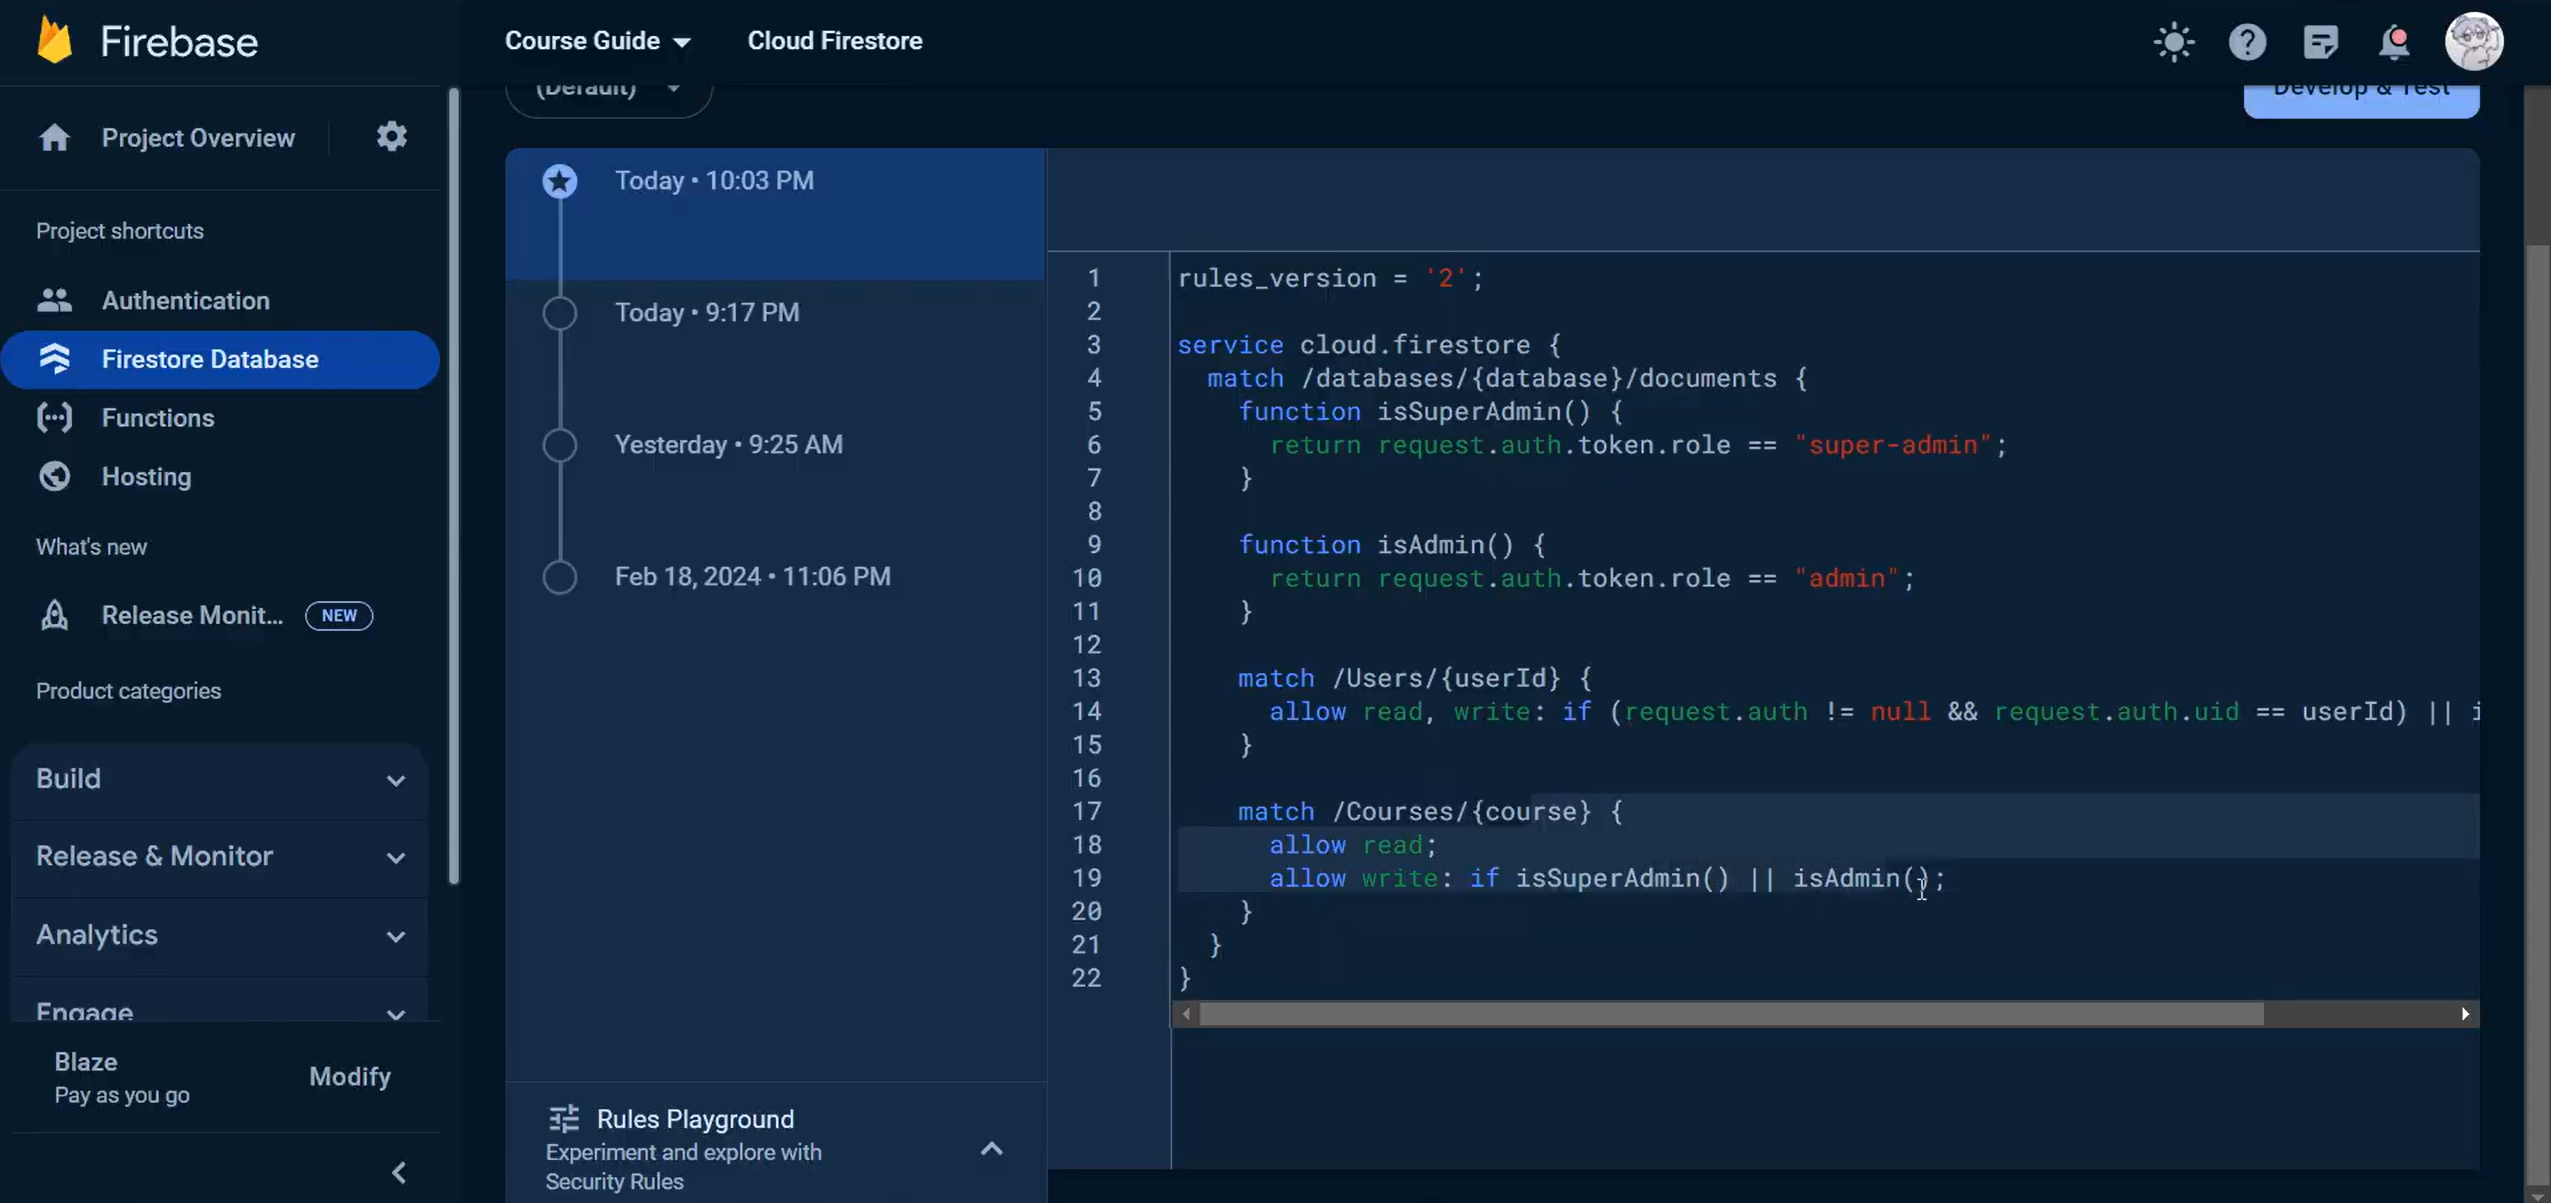 Firebase
Course Guide
Cloud Firestore
(Default)
Develop & Test
Project Overview
Project shortcuts
Authentication
Firestore Database
Functions
Hosting
What's new
Release Monit...
NEW
Product categories
Build
Release & Monitor
Analytics
Engage
Blaze
Pay as you go
Modify
Today • 10:03 PM
Today • 9:17 PM
Yesterday • 9:25 AM
Feb 18, 2024 • 11:06 PM
Rules Playground
Experiment and explore with
Security Rules
1 rules_version = '2';
2
3 service cloud.firestore {
4 match /databases/{database}/documents {
5 function isSuperAdmin() {
6 return request.auth.token.role == "super-admin";
7 }
8
9 function isAdmin() {
10 return request.auth.token.role == "admin";
11 }
12
13 match /Users/{userId} {
14 allow read, write: if (request.auth != null && request.auth.uid == userId) || i
15 }
16
17 match /Courses/{course} {
18 allow read;
19 allow write: if isSuperAdmin() || isAdmin();
20 }
21 }
22 }